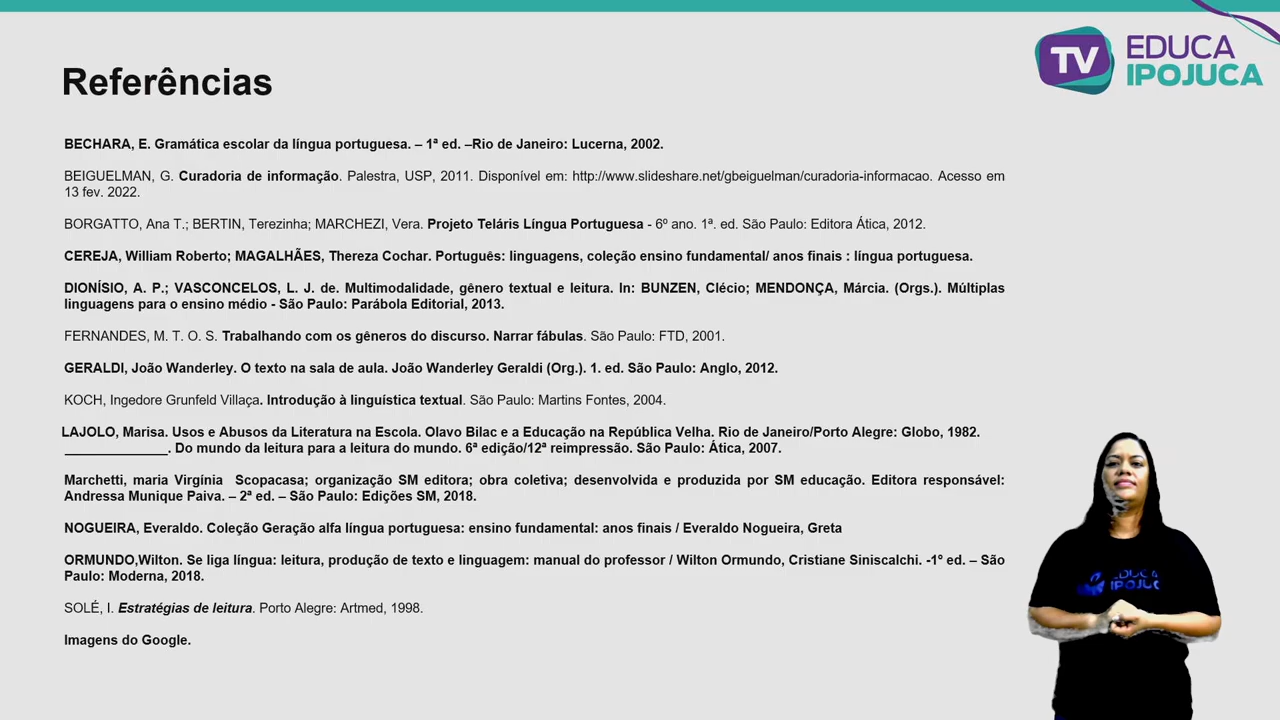 TV EDUCA
IPOJUCA
Referências
BECHARA, E. Gramática escolar da língua portuguesa. – 1ª ed. –Rio de Janeiro: Lucerna, 2002.
BEIGUELMAN, G. Curadoria de informação. Palestra, USP, 2011. Disponível em: http://www.slideshare.net/gbeiguelman/curadoria-informacao. Acesso em
13 fev. 2022.
BORGATTO, Ana T.; BERTIN, Terezinha; MARCHEZI, Vera. Projeto Teláris Língua Portuguesa - 6º ano. 1ª. ed. São Paulo: Editora Ática, 2012.
CEREJA, William Roberto; MAGALHÃES, Thereza Cochar. Português: linguagens, coleção ensino fundamental/ anos finais : língua portuguesa.
DIONÍSIO, A. P.; VASCONCELOS, L. J. de. Multimodalidade, gênero textual e leitura. In: BUNZEN, Clécio; MENDONÇA, Márcia. (Orgs.). Múltiplas
linguagens para o ensino médio - São Paulo: Parábola Editorial, 2013.
FERNANDES, M. T. O. S. Trabalhando com os gêneros do discurso. Narrar fábulas. São Paulo: FTD, 2001.
GERALDI, João Wanderley. O texto na sala de aula. João Wanderley Geraldi (Org.). 1. ed. São Paulo: Anglo, 2012.
KOCH, Ingedore Grunfeld Villaça. Introdução à linguística textual. São Paulo: Martins Fontes, 2004.
LAJOLO, Marisa. Usos e Abusos da Literatura na Escola. Olavo Bilac e a Educação na República Velha. Rio de Janeiro/Porto Alegre: Globo, 1982.
______________. Do mundo da leitura para a leitura do mundo. 6ª edição/12ª reimpressão. São Paulo: Ática, 2007.
Marchetti, maria Virgínia Scopacasa; organização SM editora; obra coletiva; desenvolvida e produzida por SM educação. Editora responsável:
Andressa Munique Paiva. – 2ª ed. – São Paulo: Edições SM, 2018.
NOGUEIRA, Everaldo. Coleção Geração alfa língua portuguesa: ensino fundamental: anos finais / Everaldo Nogueira, Greta
ORMUNDO,Wilton. Se liga língua: leitura, produção de texto e linguagem: manual do professor / Wilton Ormundo, Cristiane Siniscalchi. -1º ed. – São
Paulo: Moderna, 2018.
SOLÉ, I. Estratégias de leitura. Porto Alegre: Artmed, 1998.
Imagens do Google.
EDUCA
IPOJUC